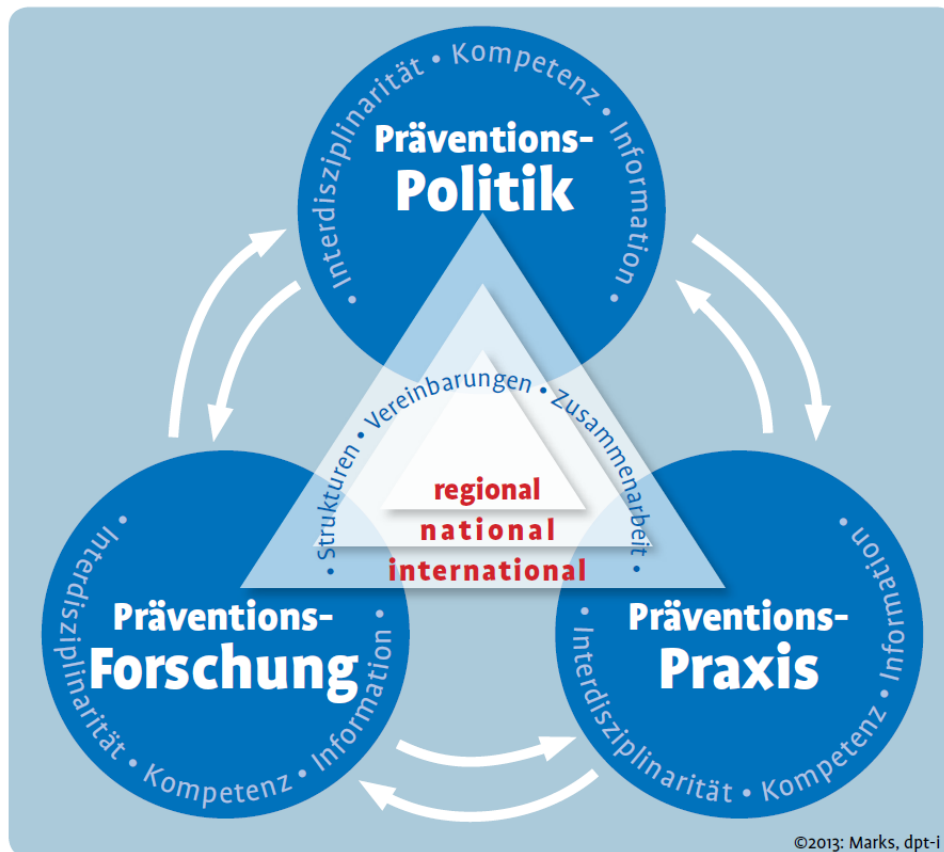 • Interdisziplinarität • Kompetenz • Information •
Präventions-
Politik
• Strukturen • Vereinbarungen • Zusammenarbeit •
regional
national
international
• Interdisziplinarität • Kompetenz • Information •
Präventions-
Forschung
• Interdisziplinarität • Kompetenz • Information •
Präventions-
Praxis
©2013: Marks, dpt-i